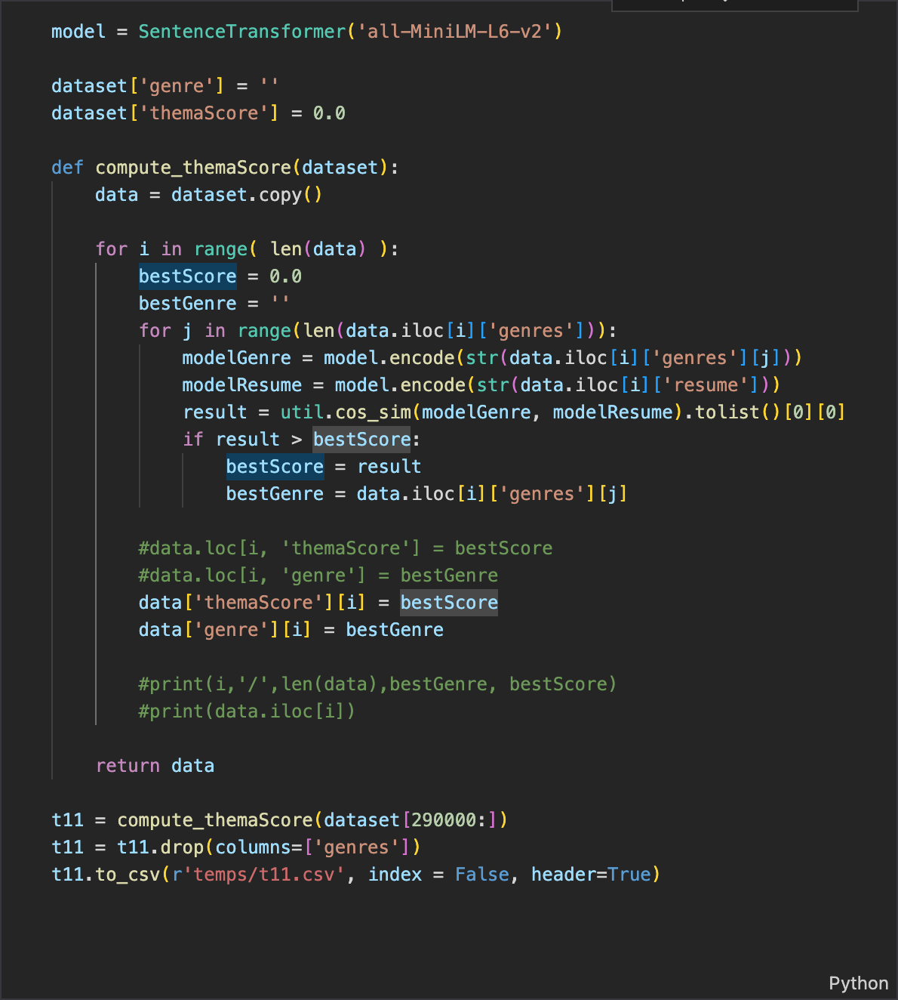 model = SentenceTransformer('all-MiniLM-L6-v2')
dataset['genre'] = ''
dataset['themaScore'] = 0.0
def compute_themaScore(dataset):
    data = dataset.copy()
    for i in range( len(data) ):
        bestScore = 0.0
        bestGenre = ''
        for j in range(len(data.iloc[i]['genres'])):
            modelGenre = model.encode(str(data.iloc[i]['genres'][j]))
            modelResume = model.encode(str(data.iloc[i]['resume']))
            result = util.cos_sim(modelGenre, modelResume).tolist()[0][0]
            if result > bestScore:
                bestScore = result
                bestGenre = data.iloc[i]['genres'][j]
        #data.loc[i, 'themaScore'] = bestScore
        #data.loc[i, 'genre'] = bestGenre
        data['themaScore'][i] = bestScore
        data['genre'][i] = bestGenre
        #print(i,'/',len(data),bestGenre, bestScore)
        #print(data.iloc[i])
    return data
t11 = compute_themaScore(dataset[290000:])
t11 = t11.drop(columns=['genres'])
t11.to_csv(r'temps/t11.csv', index = False, header=True)
Python